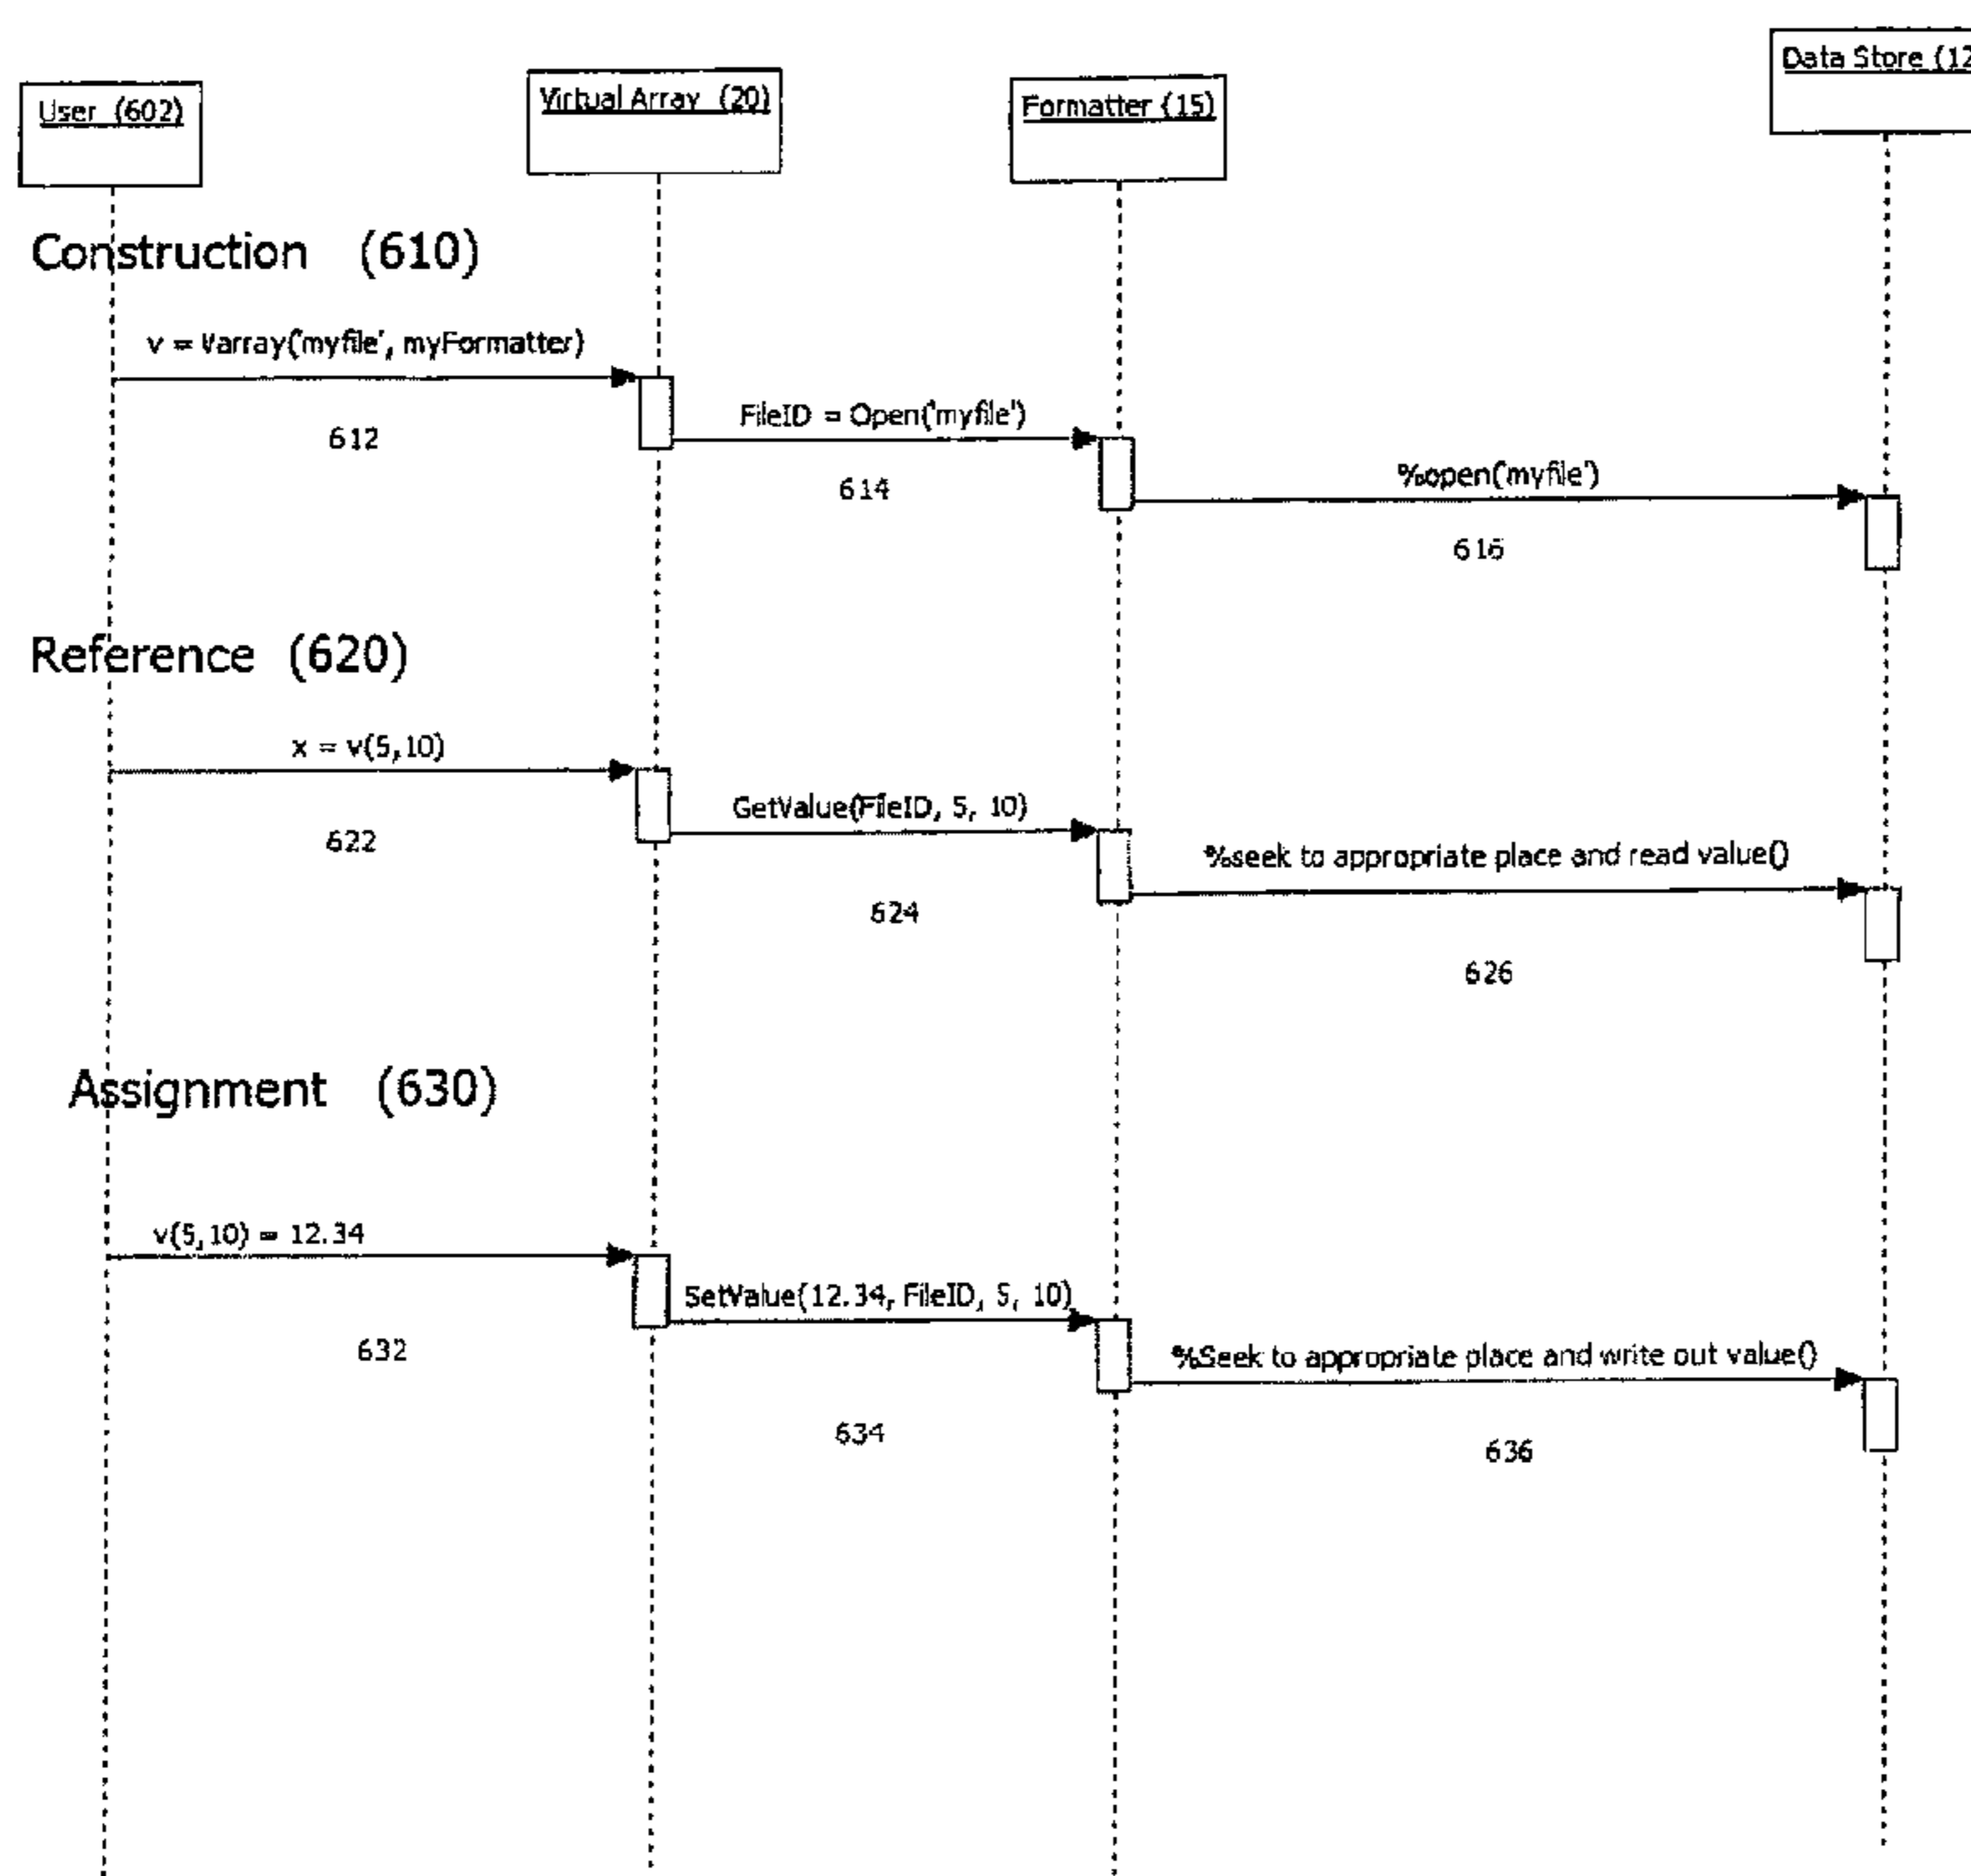 User (602)
Virtual Array (20)
Formatter (15)
Data Store (12
Construction (610)
v = Varray('myfile', myFormatter)
612
FileID = Open('myfile')
614
%open('myfile')
616
Reference (620)
x = v(5,10)
622
GetValue(FileID, 5, 10)
624
%seek to appropriate place and read value()
626
Assignment (630)
v(5,10) = 12.34
632
SetValue(12.34, FileID, 5, 10)
634
%Seek to appropriate place and write out value()
636